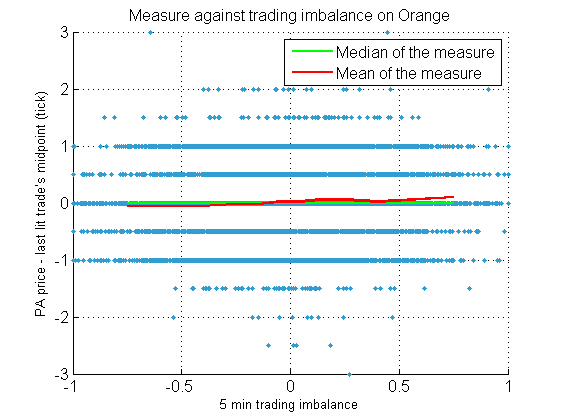 Measure against trading imbalance on Orange
Median of the measure
Mean of the measure
PA price - last lit trade's midpoint (tick)
3
2
1
0
-1
-2
-3
-1
-0.5
0
0.5
1
5 min trading imbalance